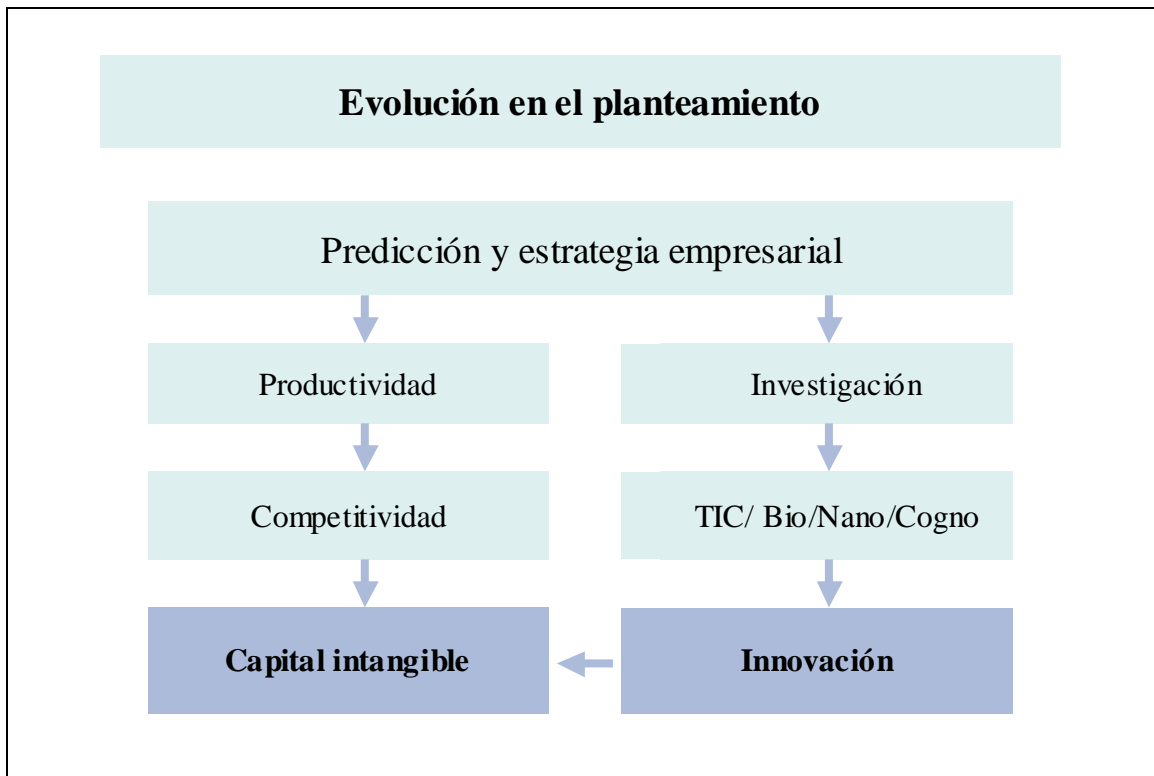 Evolución en el planteamiento
Predicción y estrategia empresarial
Productividad
Investigación
Competitividad
TIC/ Bio/Nano/Cogno
Capital intangible
Innovación